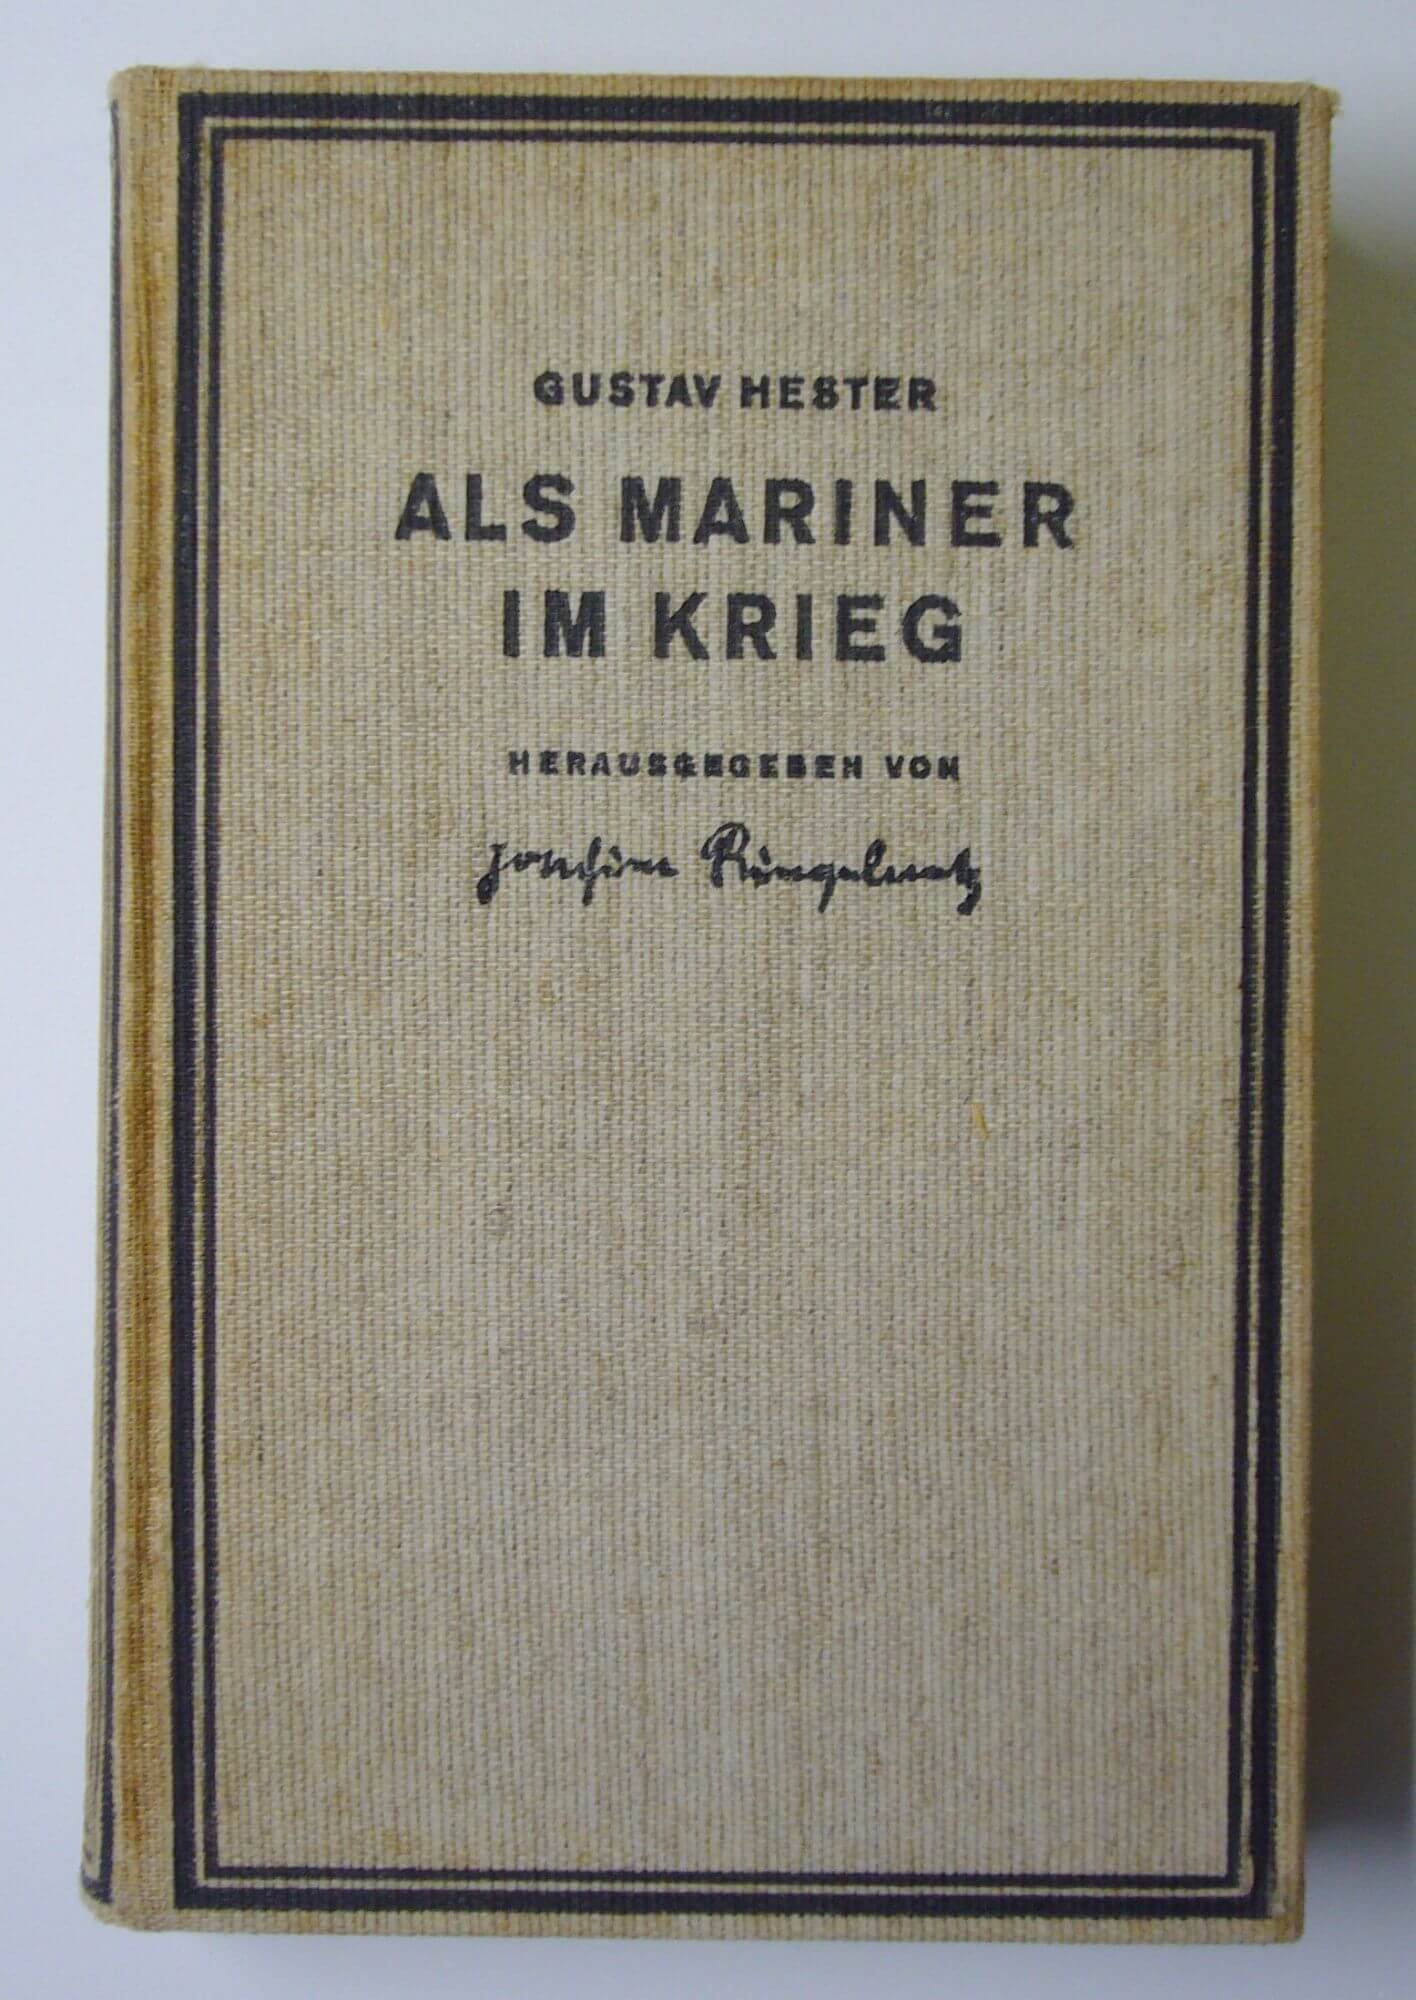 GUSTAV HESTER
ALS MARINER
IM KRIEG
HERAUSGEGEBEN VON
Joachim Ringelnatz